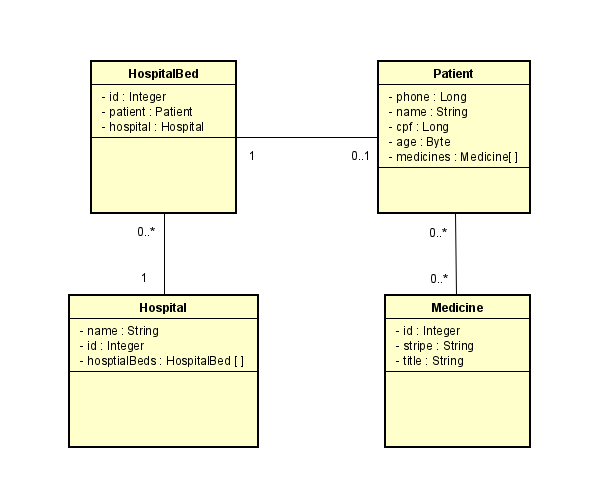 HospitalBed
- id : Integer
- patient : Patient
- hospital : Hospital
Patient
- phone : Long
- name : String
- cpf : Long
- age : Byte
- medicines : Medicine[ ]
1
0..1
0..*
1
0..*
0..*
Hospital
- name : String
- id : Integer
- hosptialBeds : HospitalBed [ ]
Medicine
- id : Integer
- stripe : String
- title : String